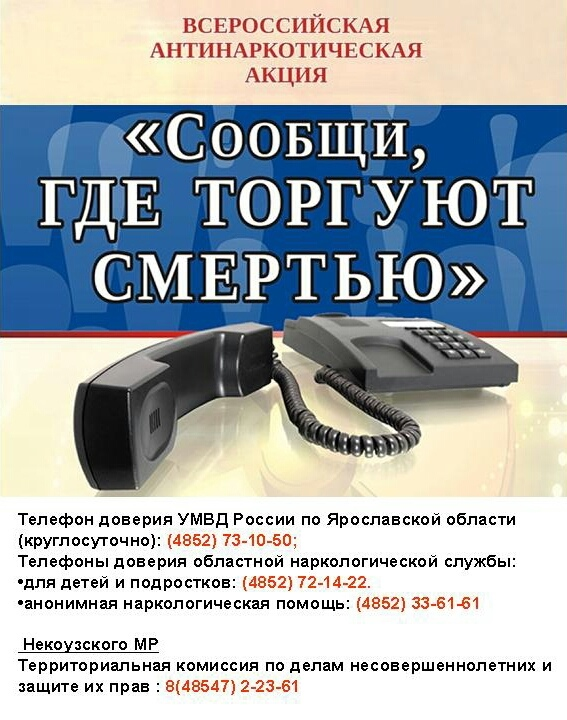 ВСЕРОССИЙСКАЯ
АНТИНАРКОТИЧЕСКАЯ
АКЦИЯ
«Сообщи,
ГДЕ ТОРГУЮТ
СМЕРТЬЮ»
Телефон доверия УМВД России по Ярославской области
(круглосуточно): (4852) 73-10-50;
Телефоны доверия областной наркологической службы:
•для детей и подростков: (4852) 72-14-22.
•анонимная наркологическая помощь: (4852) 33-61-61
Некоузского МР
Территориальная комиссия по делам несовершеннолетних и
защите их прав : 8(48547) 2-23-61